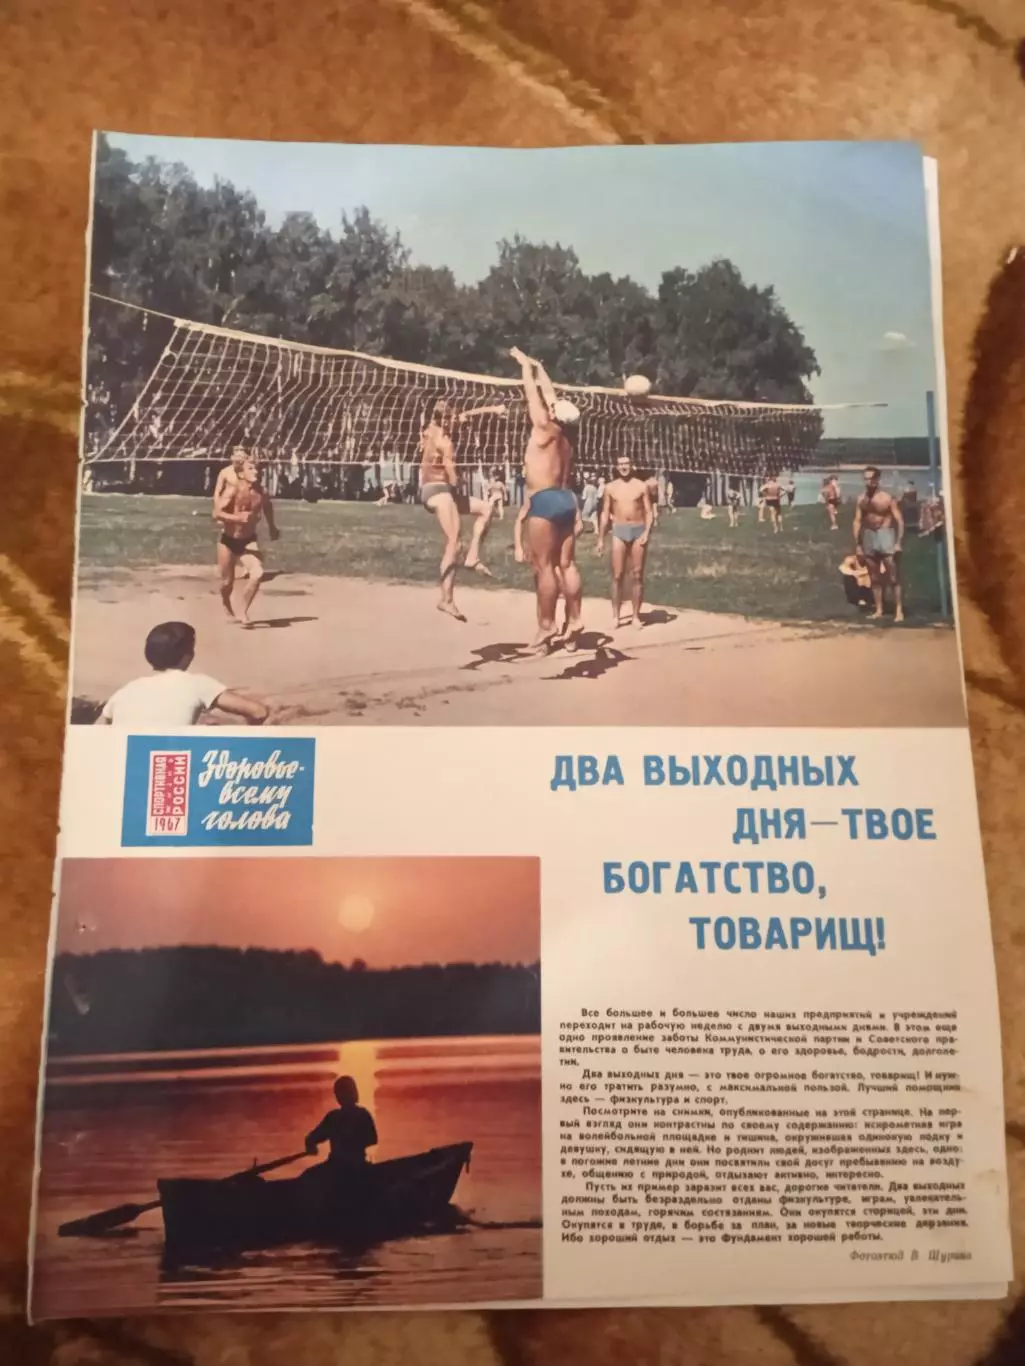 СПОРТИВНАЯ
ЖИЗНЬ
РОССИИ
1967
Здоровье-
всему
голова
ДВА ВЫХОДНЫХ
ДНЯ — ТВОЕ
БОГАТСТВО,
ТОВАРИЩ!
Все большее и большее число наших предприятий и учреждений
переходит на рабочую неделю с двумя выходными днями. В этом еще
одно проявление заботы Коммунистической партии и Советского пра-
вительства о быте человека труда, о его здоровье, бодрости, долголе-
тии.
Два выходных дня — это твое огромное богатство, товарищ! И нуж-
но его тратить разумно, с максимальной пользой. Лучший помощник
здесь — физкультура и спорт.
Посмотрите на снимки, опубликованные на этой странице. На пер-
вый взгляд они контрастны по своему содержанию: искрометная игра
на волейбольной площадке и тишина, окружившая одинокую лодку и
девушку, сидящую в ней. Но роднит людей, изображенных здесь, одно:
в погожие летние дни они посвятили свой досуг пребыванию на возду-
хе, общению с природой, отдыхают активно, интересно.
Пусть их пример заразит всех вас, дорогие читатели. Два выходных
должны быть безраздельно отданы физкультуре, играм, увлекатель-
ным походам, горячим состязаниям. Они окупятся сторицей, эти дни.
Окупятся в труде, в борьбе за план, за новые творческие дерзания.
Ибо хороший отдых — это фундамент хорошей работы.
Фотоэтюд В. Шурина